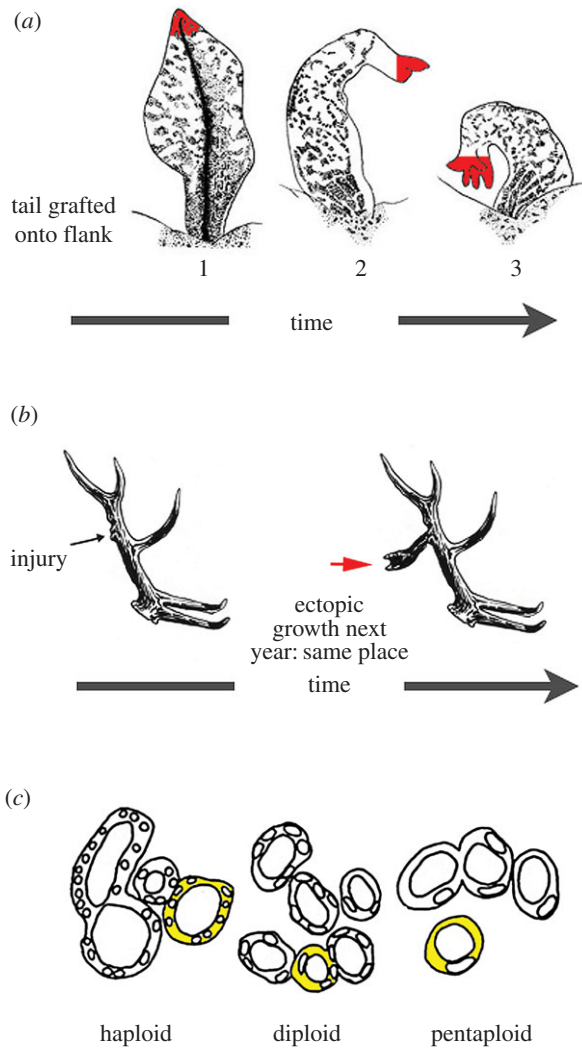 (a)
tail grafted
onto flank
1 2 3
time
(b)
injury
ectopic
growth next
year: same place
time
(c)
haploid diploid pentaploid